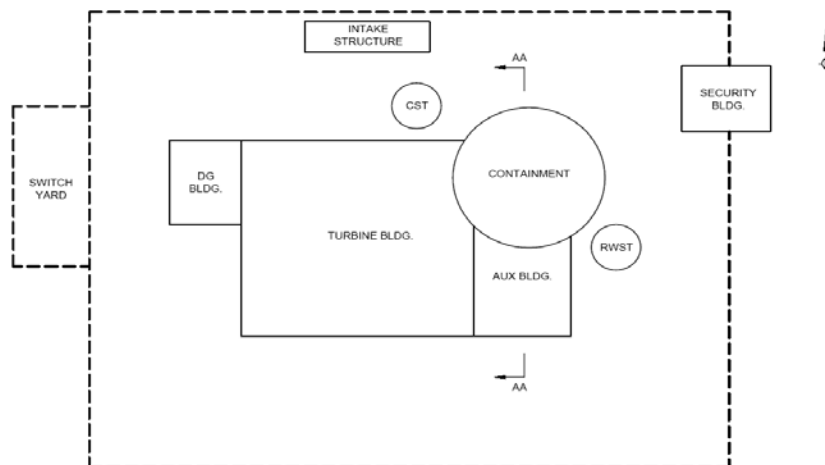 INTAKE
STRUCTURE
AA
SECURITY
BLDG.
CST
CONTAINMENT
DG
BLDG.
SWITCH
YARD
TURBINE BLDG.
RWST
AUX BLDG.
AA